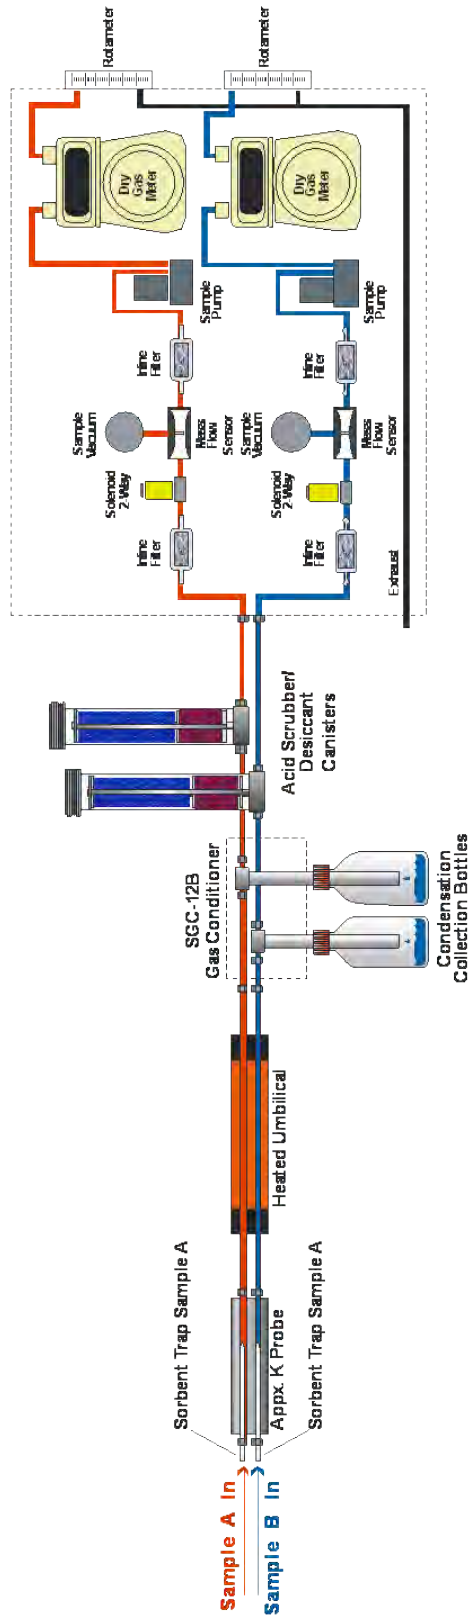 Sample A In
Sample B In
Sorbent Trap Sample A
Appx. K Probe
Sorbent Trap Sample A
Heated Umbilical
SGC-12B
Gas Conditioner
Condensation
Collection Bottles
Acid Scrubber/
Desiccant
Canisters
Inline
Filter
Solenoid
2-Way
Sample
Vacuum
Mass
Flow
Sensor
Inline
Filter
Sample
Pump
Dry
Gas
Meter
Rotameter
Inline
Filter
Solenoid
2-Way
Sample
Vacuum
Mass
Flow
Sensor
Inline
Filter
Sample
Pump
Dry
Gas
Meter
Rotameter
Exhaust